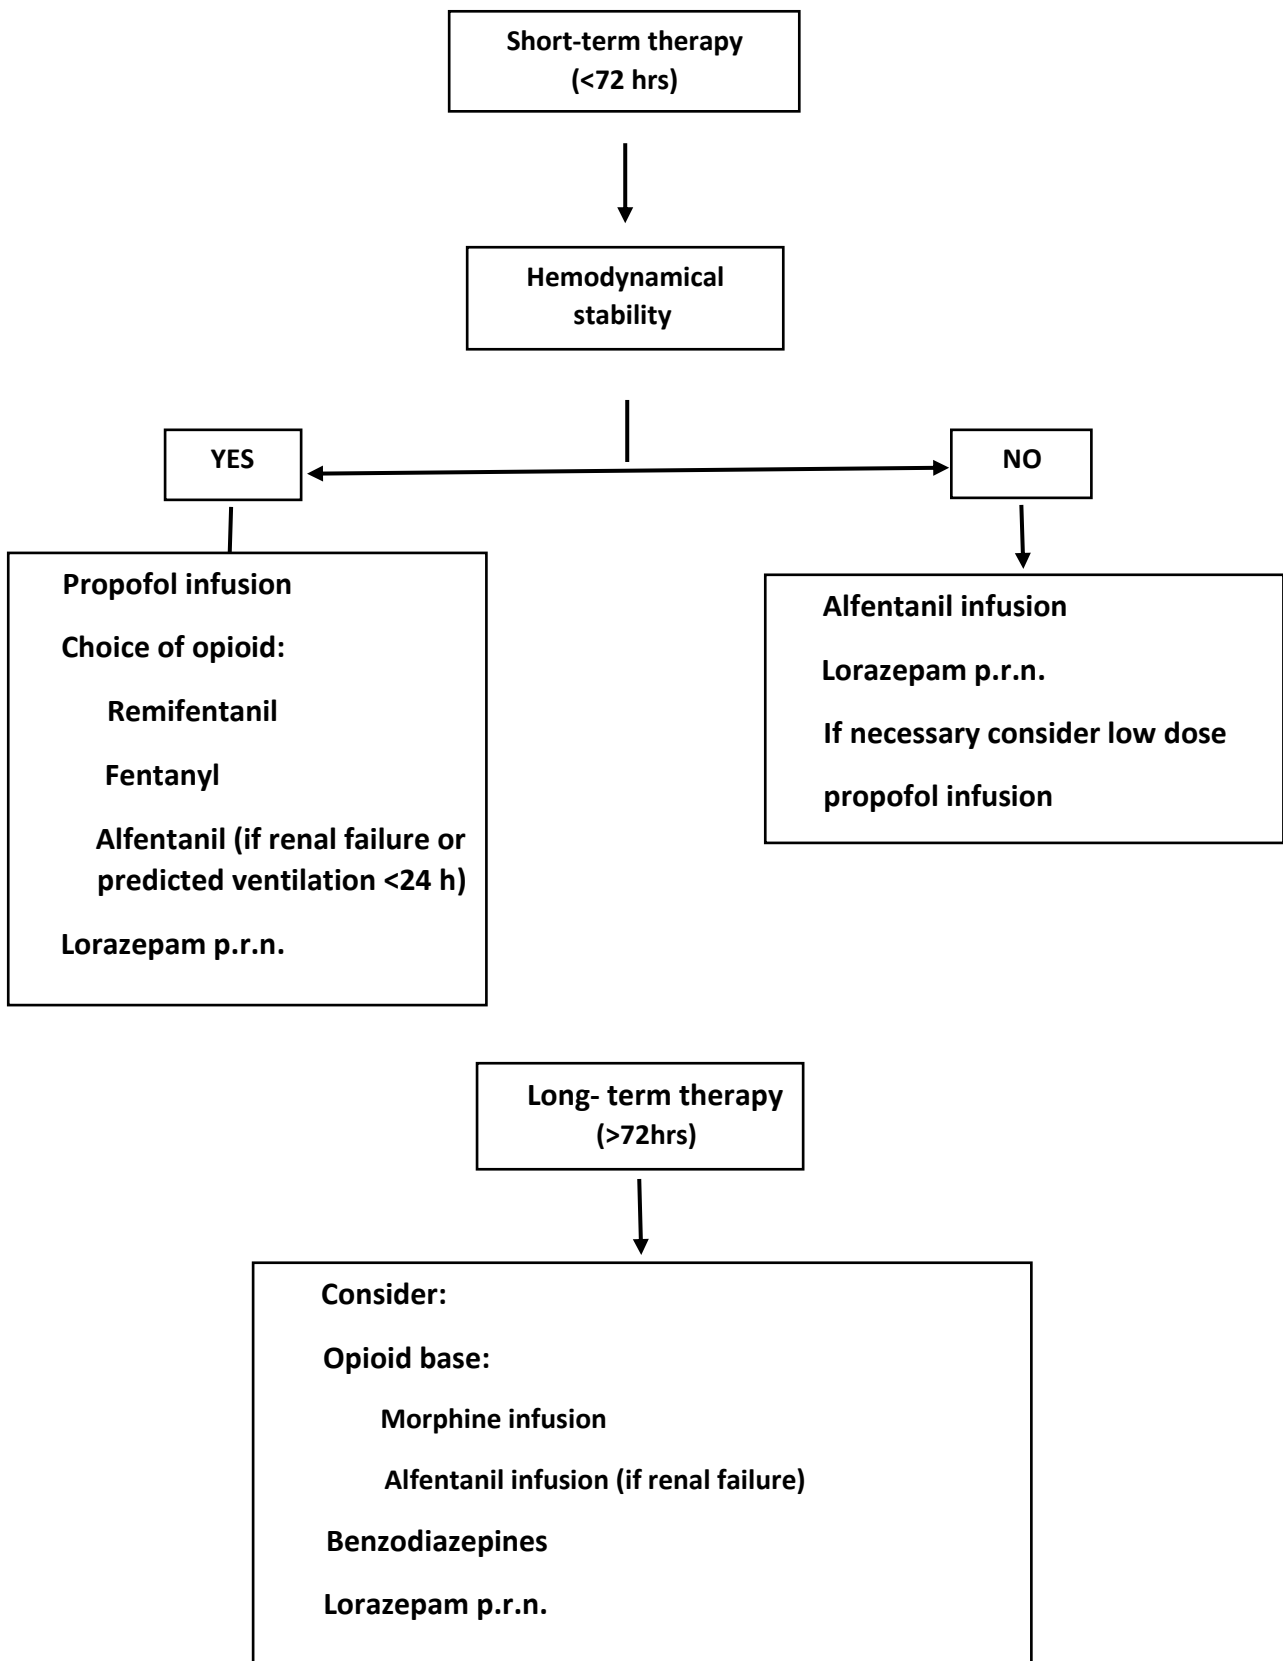 Short-term therapy
(<72 hrs)
Hemodynamical
stability
YES
NO
Propofol infusion
Choice of opioid:
Remifentanil
Fentanyl
Alfentanil (if renal failure or
predicted ventilation <24 h)
Lorazepam p.r.n.
Alfentanil infusion
Lorazepam p.r.n.
If necessary consider low dose
propofol infusion
Long- term therapy
(>72hrs)
Consider:
Opioid base:
Morphine infusion
Alfentanil infusion (if renal failure)
Benzodiazepines
Lorazepam p.r.n.